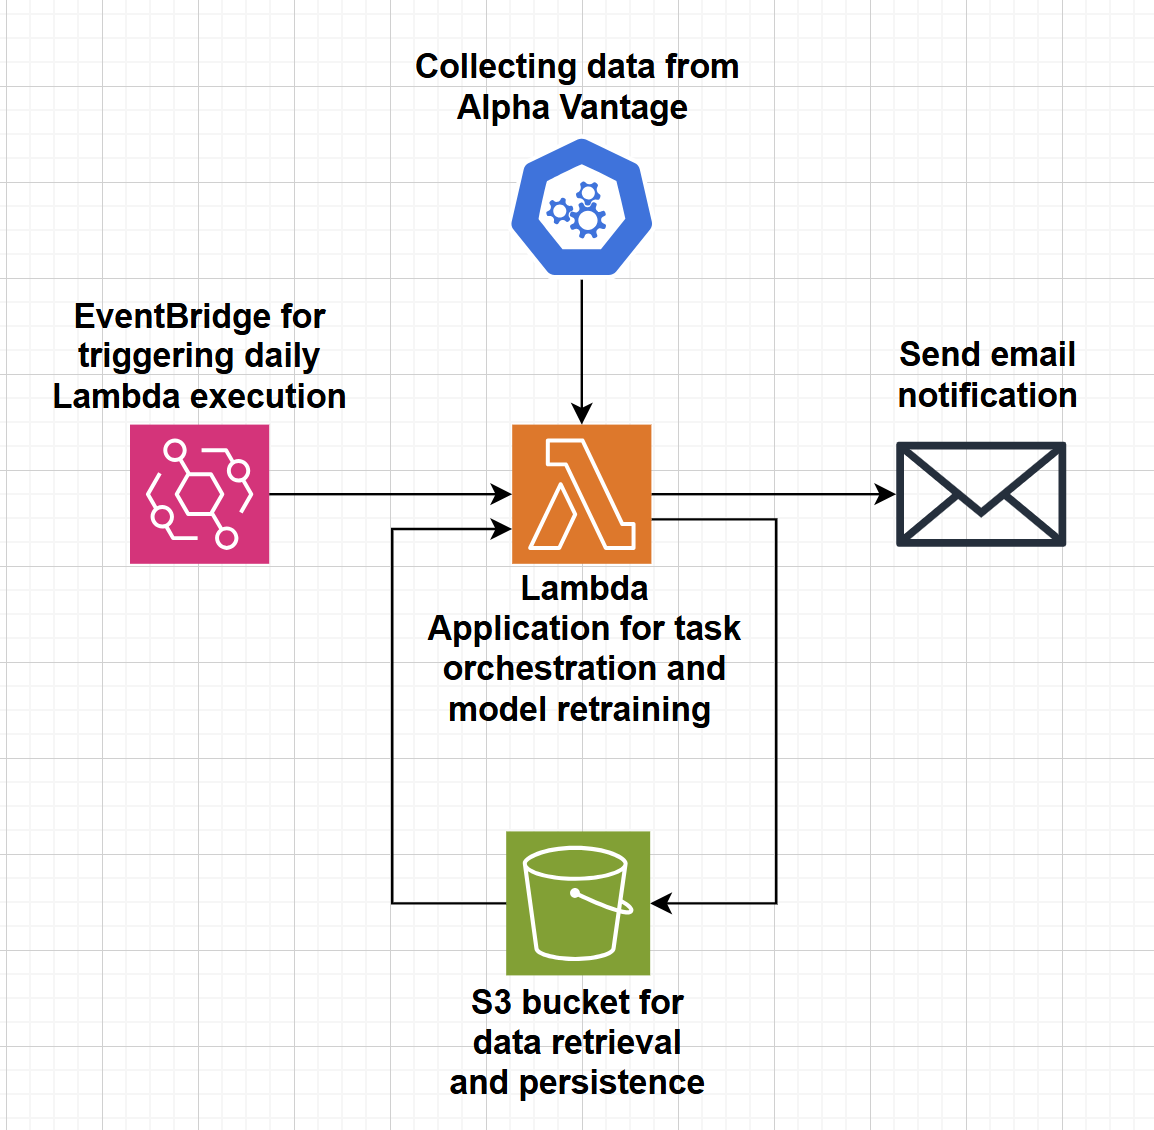 Collecting data from
Alpha Vantage
EventBridge for
triggering daily
Lambda execution
Send email
notification
Lambda
Application for task
orchestration and
model retraining
S3 bucket for
data retrieval
and persistence